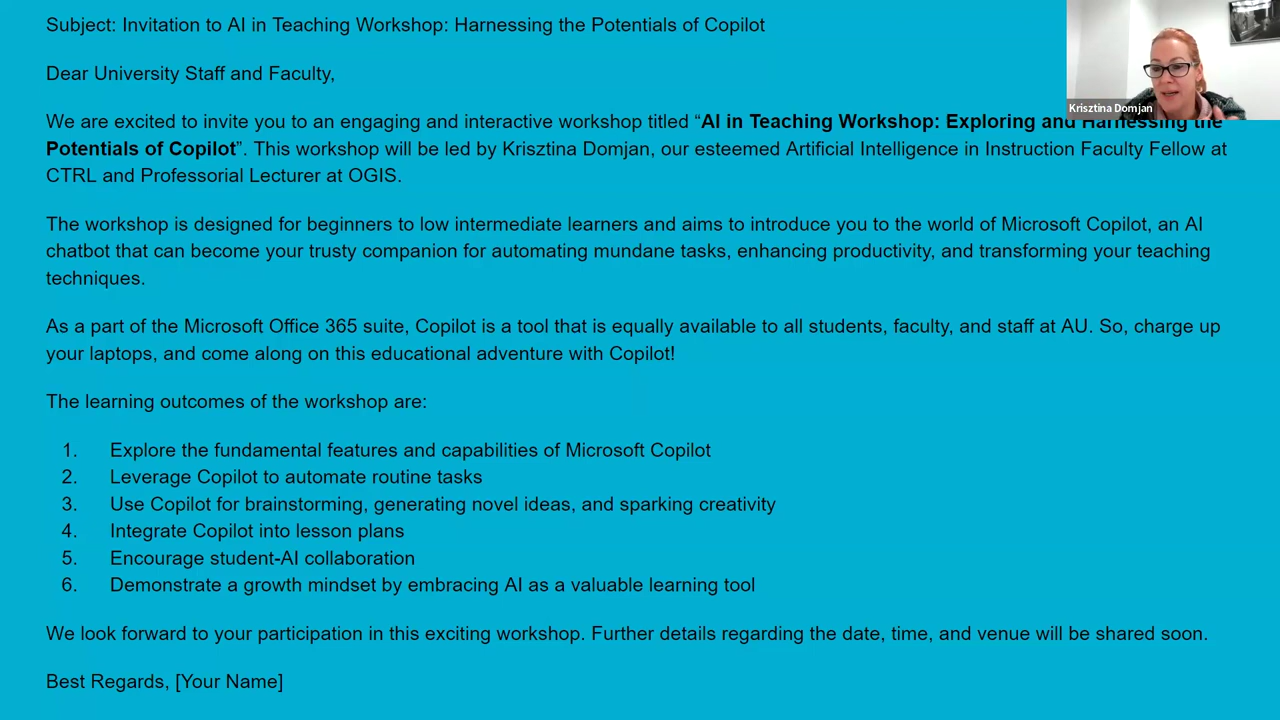 Subject: Invitation to AI in Teaching Workshop: Harnessing the Potentials of Copilot
Dear University Staff and Faculty,
Krisztina Domjan
We are excited to invite you to an engaging and interactive workshop titled “AI in Teaching Workshop: Exploring and Harnessing the
Potentials of Copilot”. This workshop will be led by Krisztina Domjan, our esteemed Artificial Intelligence in Instruction Faculty Fellow at
CTRL and Professorial Lecturer at OGIS.
The workshop is designed for beginners to low intermediate learners and aims to introduce you to the world of Microsoft Copilot, an AI
chatbot that can become your trusty companion for automating mundane tasks, enhancing productivity, and transforming your teaching
techniques.
As a part of the Microsoft Office 365 suite, Copilot is a tool that is equally available to all students, faculty, and staff at AU. So, charge up
your laptops, and come along on this educational adventure with Copilot!
The learning outcomes of the workshop are:
1. Explore the fundamental features and capabilities of Microsoft Copilot
2. Leverage Copilot to automate routine tasks
3. Use Copilot for brainstorming, generating novel ideas, and sparking creativity
4. Integrate Copilot into lesson plans
5. Encourage student-AI collaboration
6. Demonstrate a growth mindset by embracing AI as a valuable learning tool
We look forward to your participation in this exciting workshop. Further details regarding the date, time, and venue will be shared soon.
Best Regards, [Your Name]